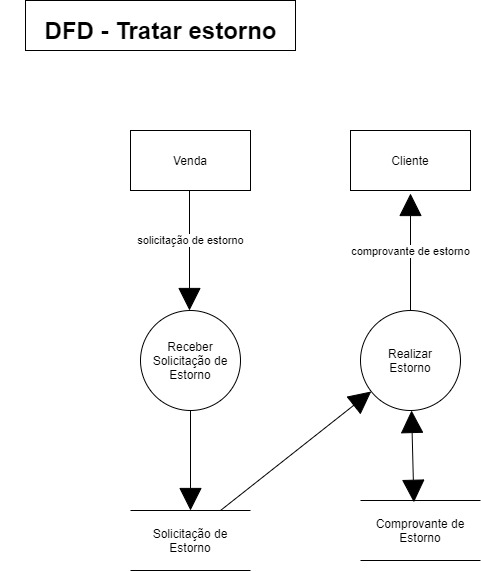 DFD - Tratar estorno
Venda
Cliente
solicitação de estorno
comprovante de estorno
Receber
Solicitação de
Estorno
Realizar
Estorno
Solicitação de
Estorno
Comprovante de
Estorno